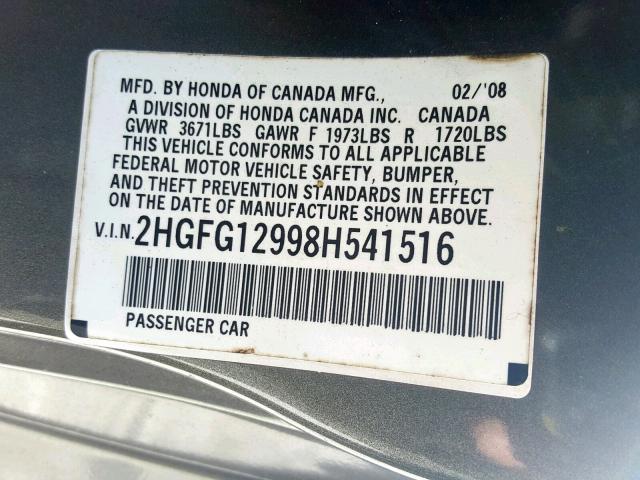 MFD. BY HONDA OF CANADA MFG., 02/'08
A DIVISION OF HONDA CANADA INC. CANADA
GVWR 3671LBS GAWR F 1973LBS R 1720LBS
THIS VEHICLE CONFORMS TO ALL APPLICABLE
FEDERAL MOTOR VEHICLE SAFETY, BUMPER,
AND THEFT PREVENTION STANDARDS IN EFFECT
ON THE DATE OF MANUFACTURE SHOWN ABOVE.
V.I.N. 2HGFG12998H541516
PASSENGER CAR